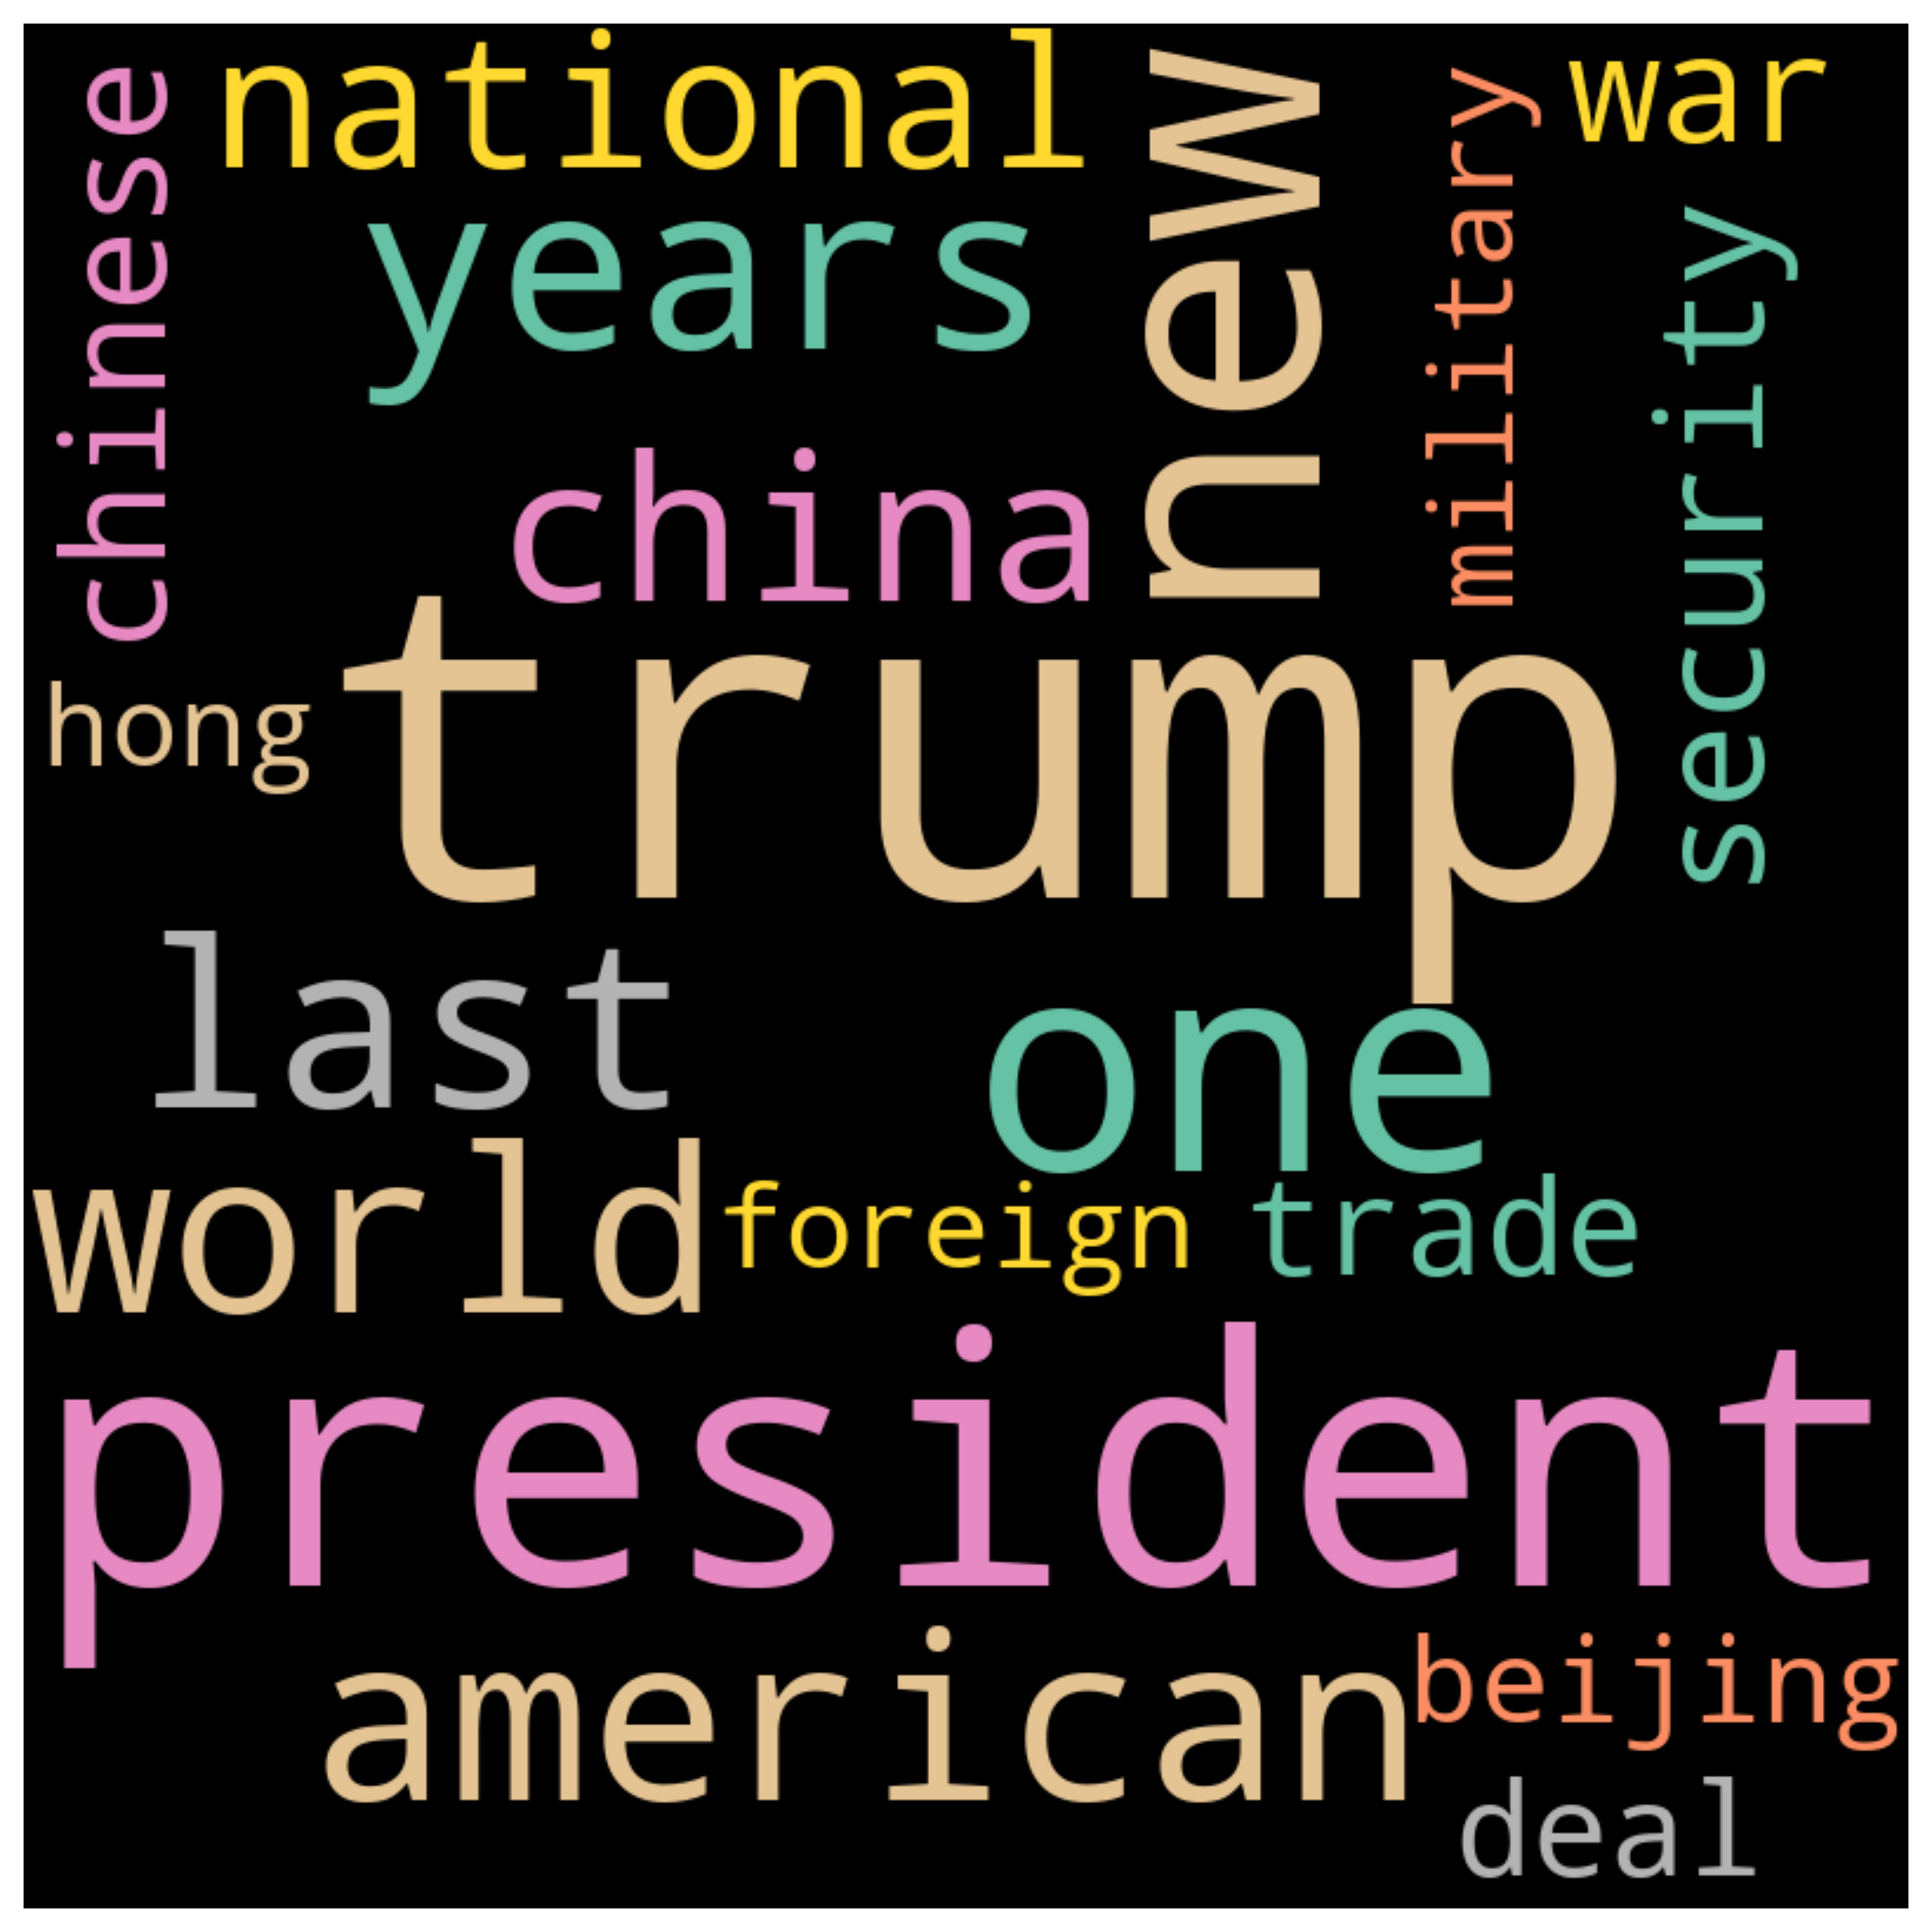 chinese
national
new
military
war
years
security
china
trump
hong
last
one
world
foreign
trade
president
american
beijing
deal